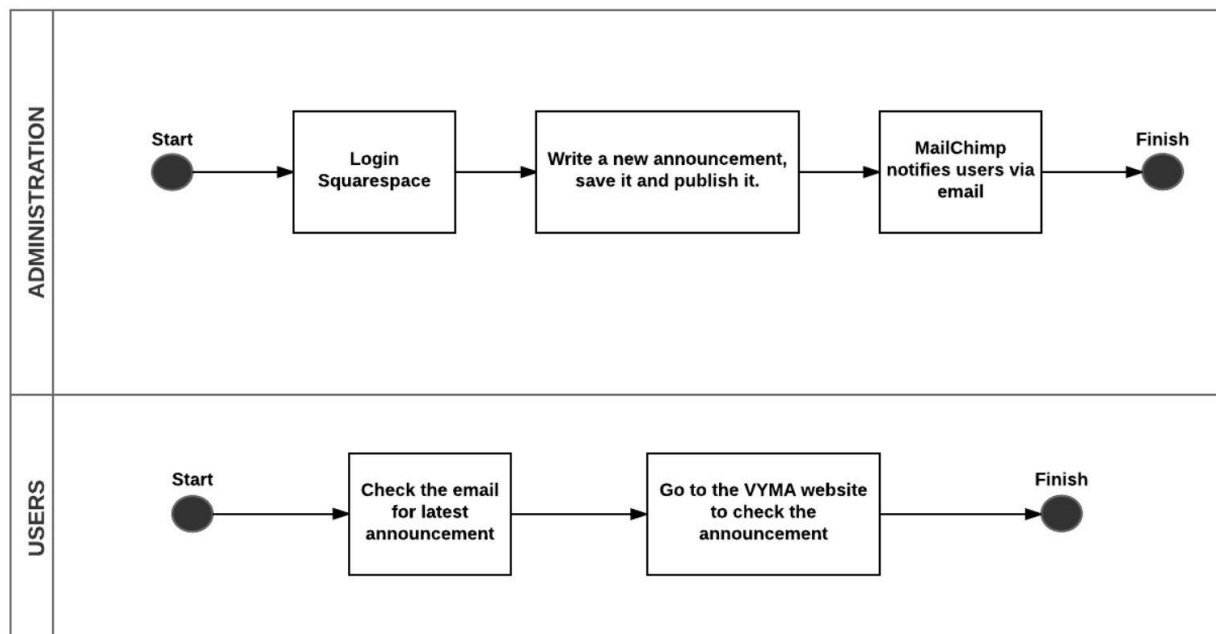 ADMINISTRATION
Start
Login
Squarespace
Write a new announcement,
save it and publish it.
MailChimp
notifies users via
email
Finish
USERS
Start
Check the email
for latest
announcement
Go to the VYMA website
to check the
announcement
Finish